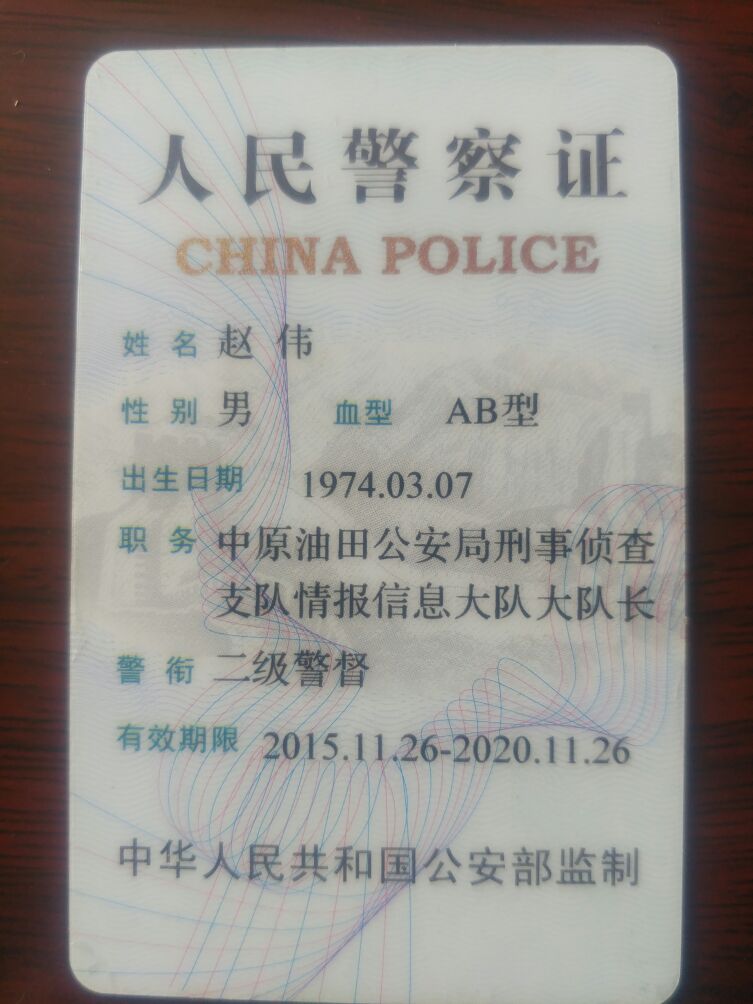 人民警察证
CHINA POLICE
姓名 赵伟
性别 男 血型 AB型
出生日期 1974.03.07
职务 中原油田公安局刑事侦查
支队情报信息大队大队长
警衔 二级警督
有效期限 2015.11.26-2020.11.26
中华人民共和国公安部监制